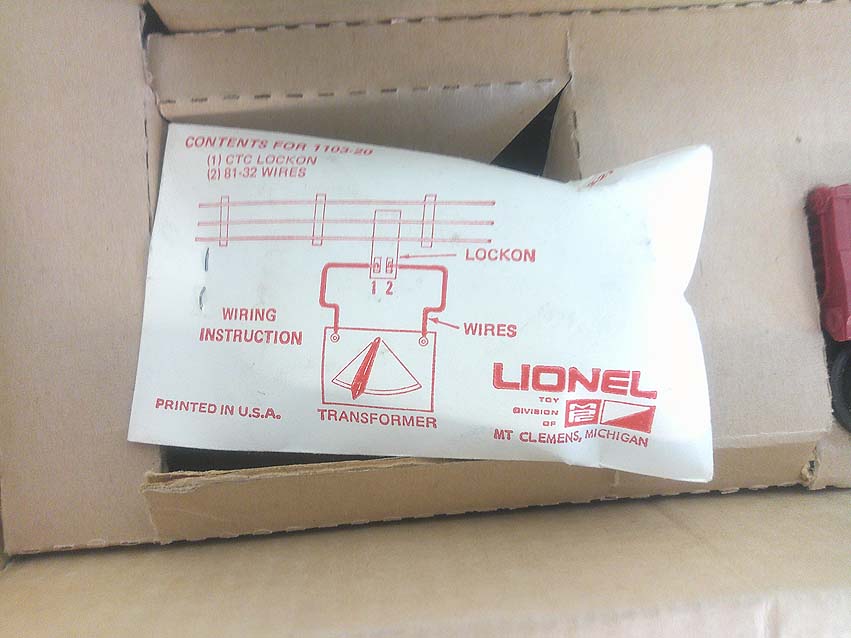 CONTENTS FOR 1103-20
(1) CTC LOCKON
(2) 81-32 WIRES
LOCKON
1 2
WIRING
INSTRUCTION
WIRES
PRINTED IN U.S.A.
TRANSFORMER
LIONEL
TOY
DIVISION
OF
MPC
MT CLEMENS, MICHIGAN